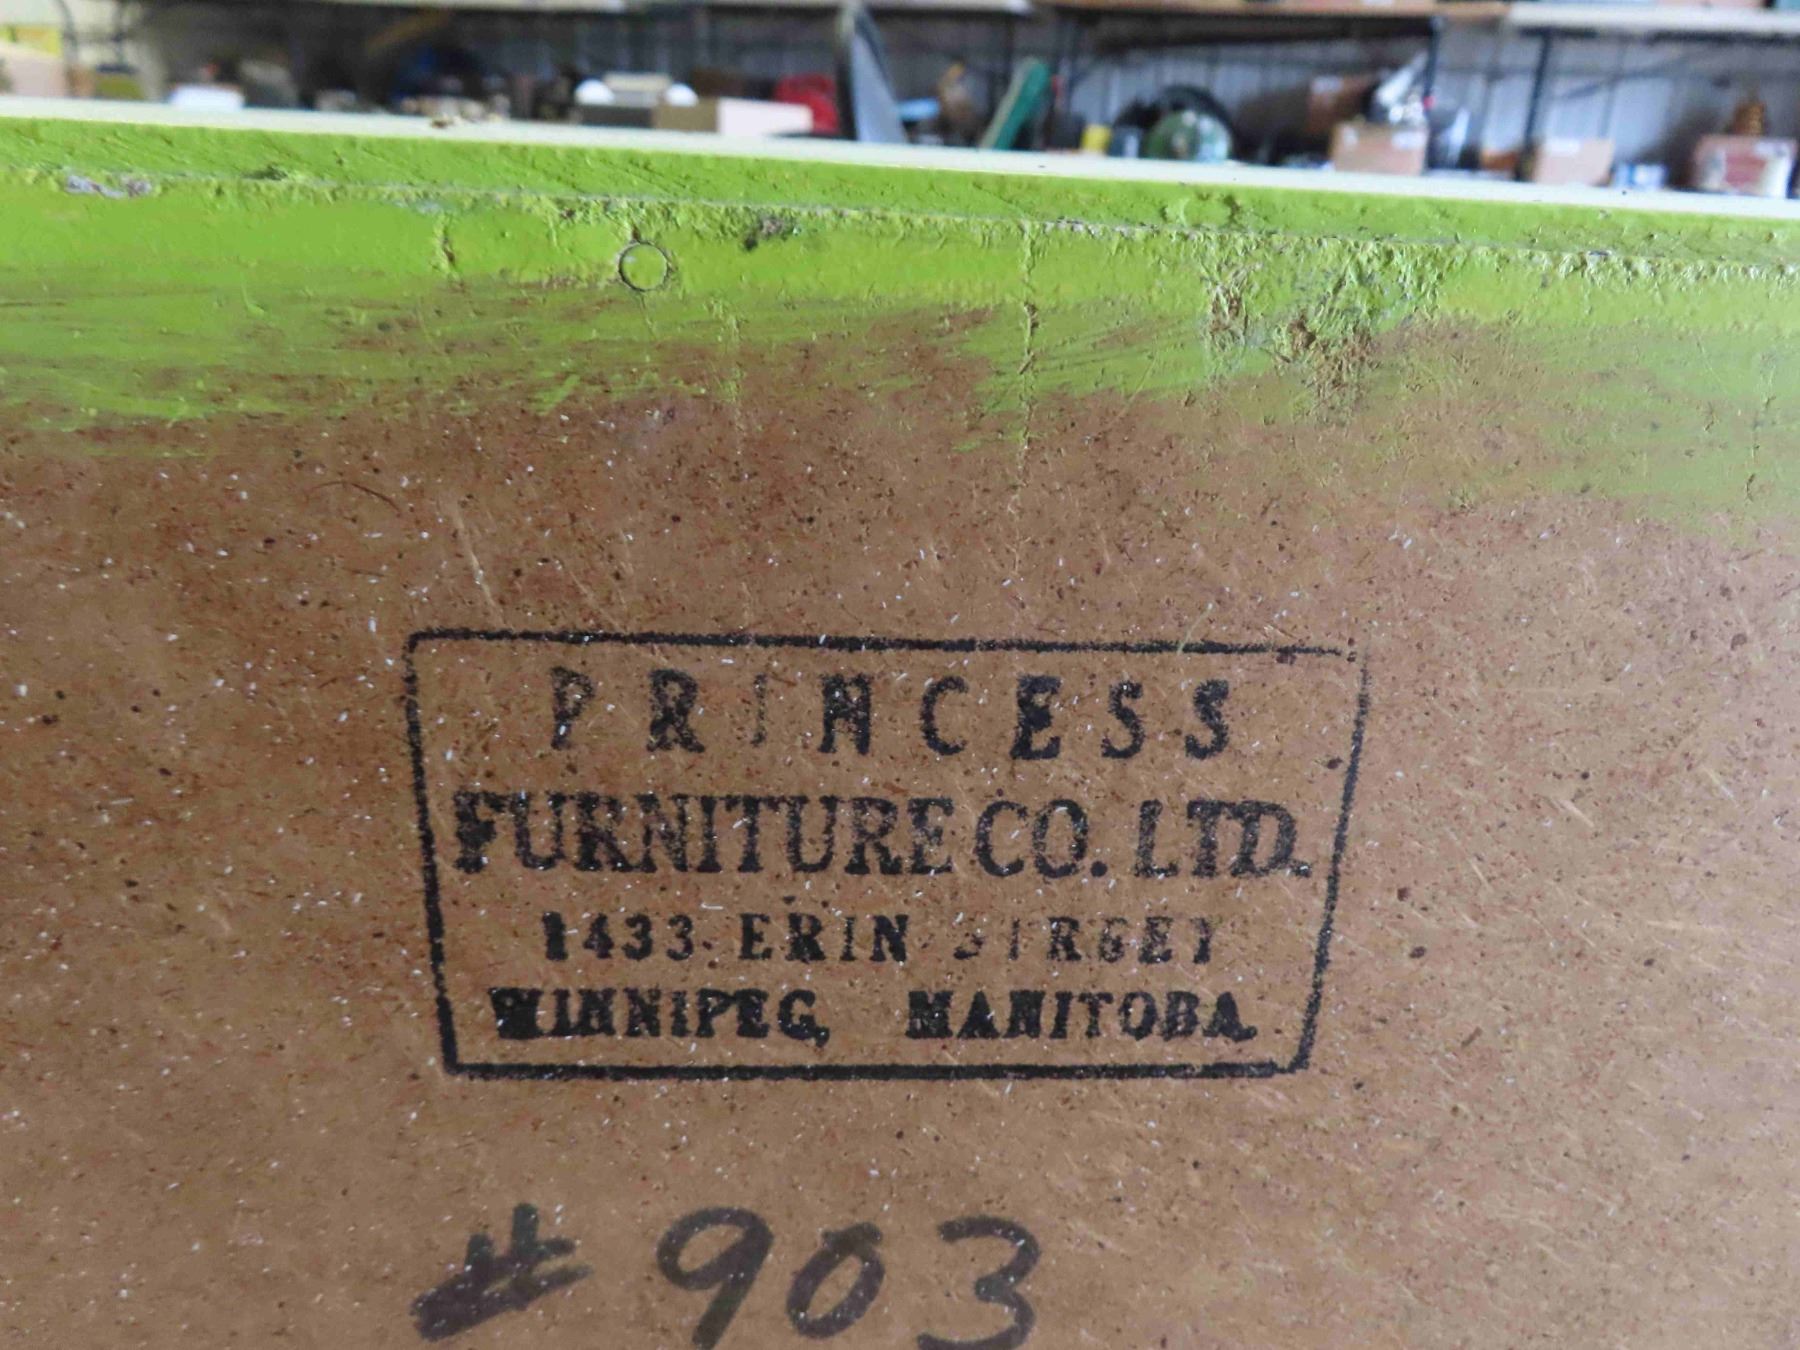 PRINCESS
FURNITURE CO. LTD.
1433 ERIN STREET
WINNIPEG, MANITOBA.
# 903